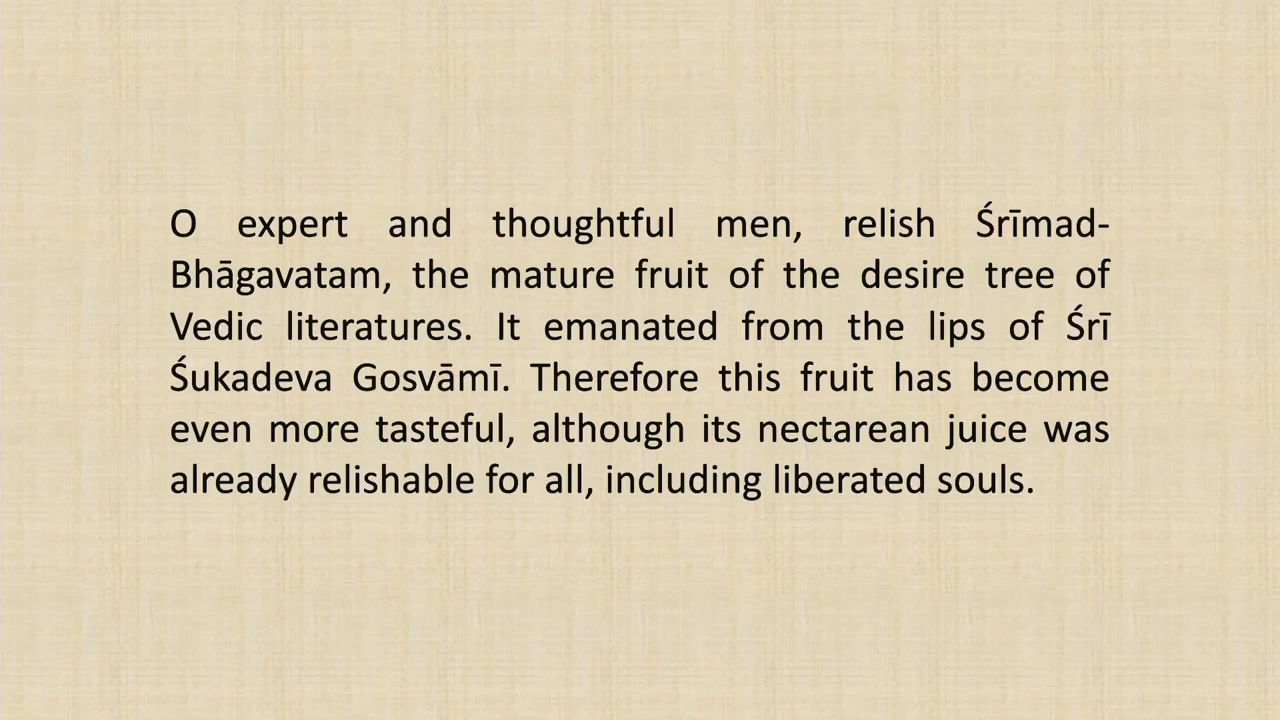 O expert and thoughtful men, relish Śrīmad-
Bhāgavatam, the mature fruit of the desire tree of
Vedic literatures. It emanated from the lips of Śrī
Śukadeva Gosvāmī. Therefore this fruit has become
even more tasteful, although its nectarean juice was
already relishable for all, including liberated souls.